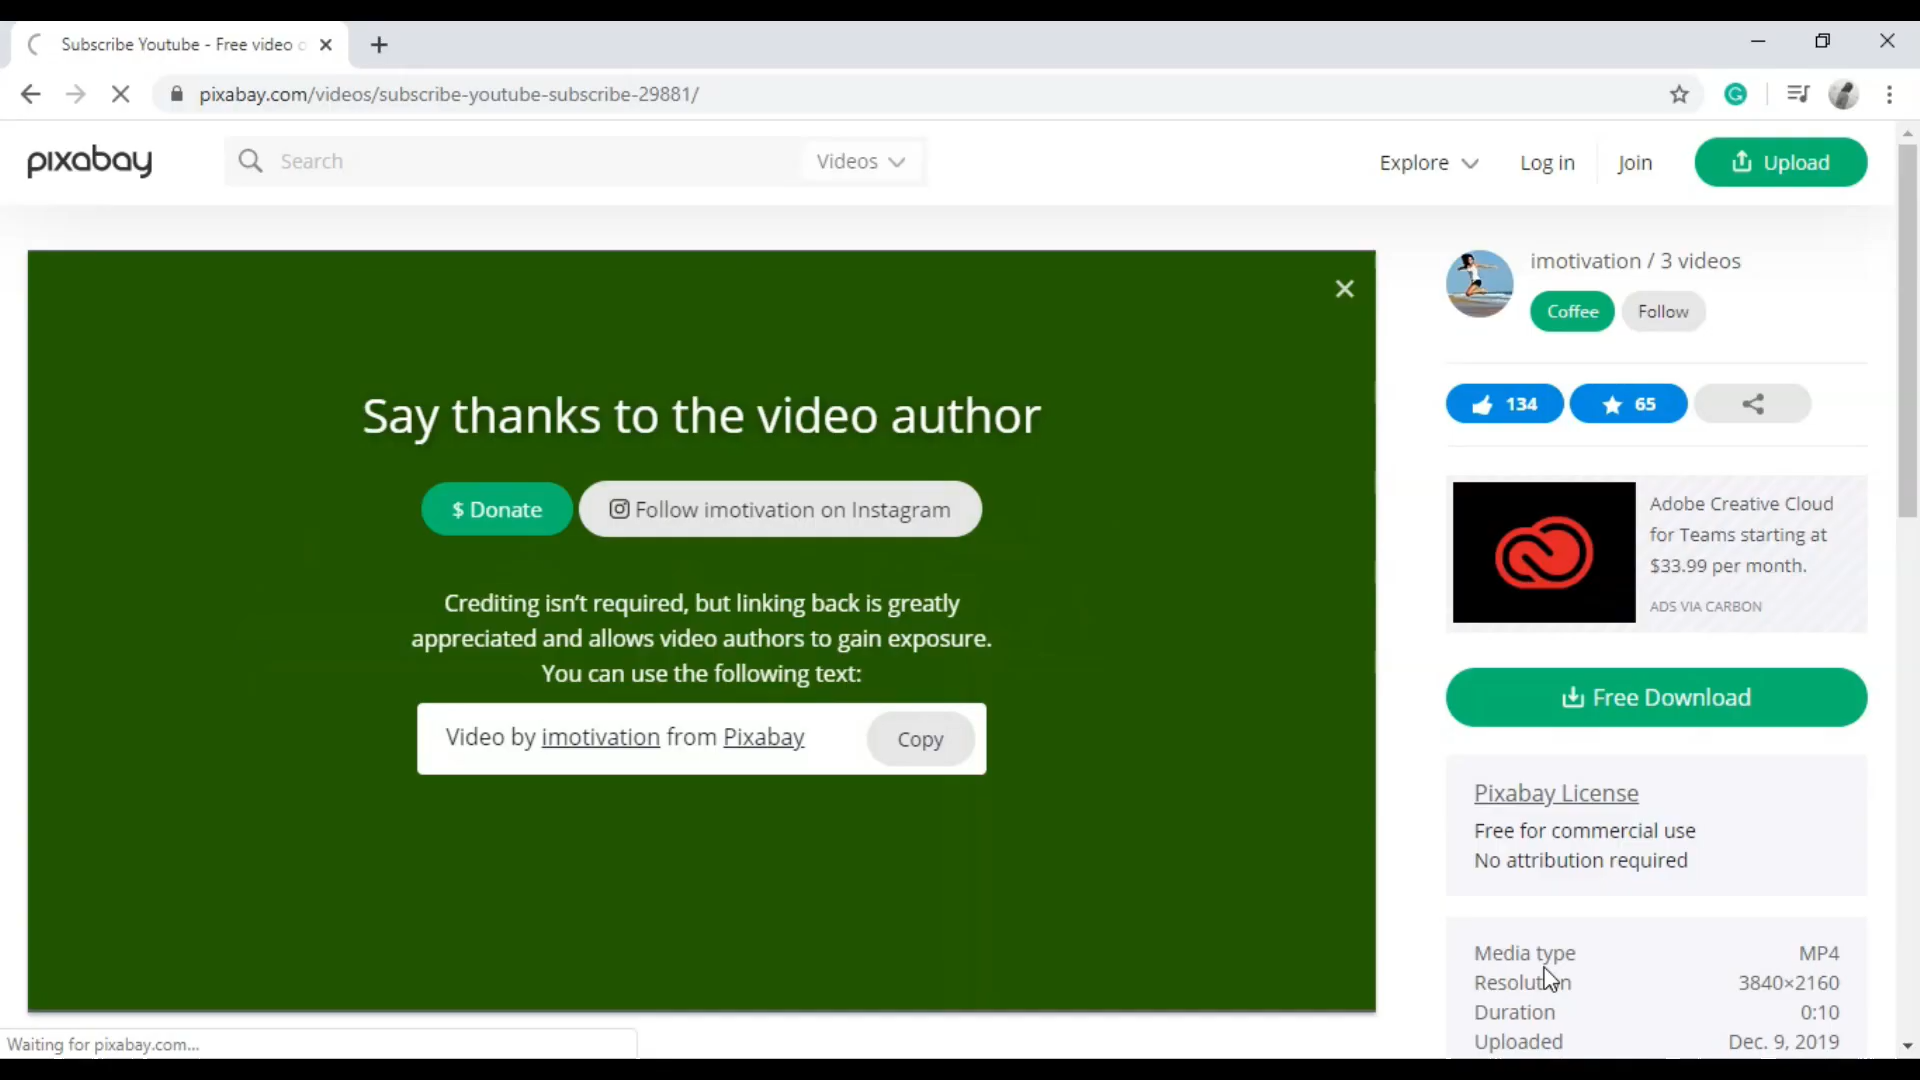 Subscribe Youtube - Free video
pixabay.com/videos/subscribe-youtube-subscribe-29881/
pixabay
Search
Videos
Explore
Log in
Join
Upload
imotivation / 3 videos
Coffee
Follow
134
65
Say thanks to the video author
$ Donate
Follow imotivation on Instagram
Crediting isn't required, but linking back is greatly
appreciated and allows video authors to gain exposure.
You can use the following text:
Video by imotivation from Pixabay
Copy
Adobe Creative Cloud
for Teams starting at
$33.99 per month.
ADS VIA CARBON
Free Download
Pixabay License
Free for commercial use
No attribution required
Media type MP4
Resolution 3840×2160
Duration 0:10
Uploaded Dec. 9, 2019
Waiting for pixabay.com...